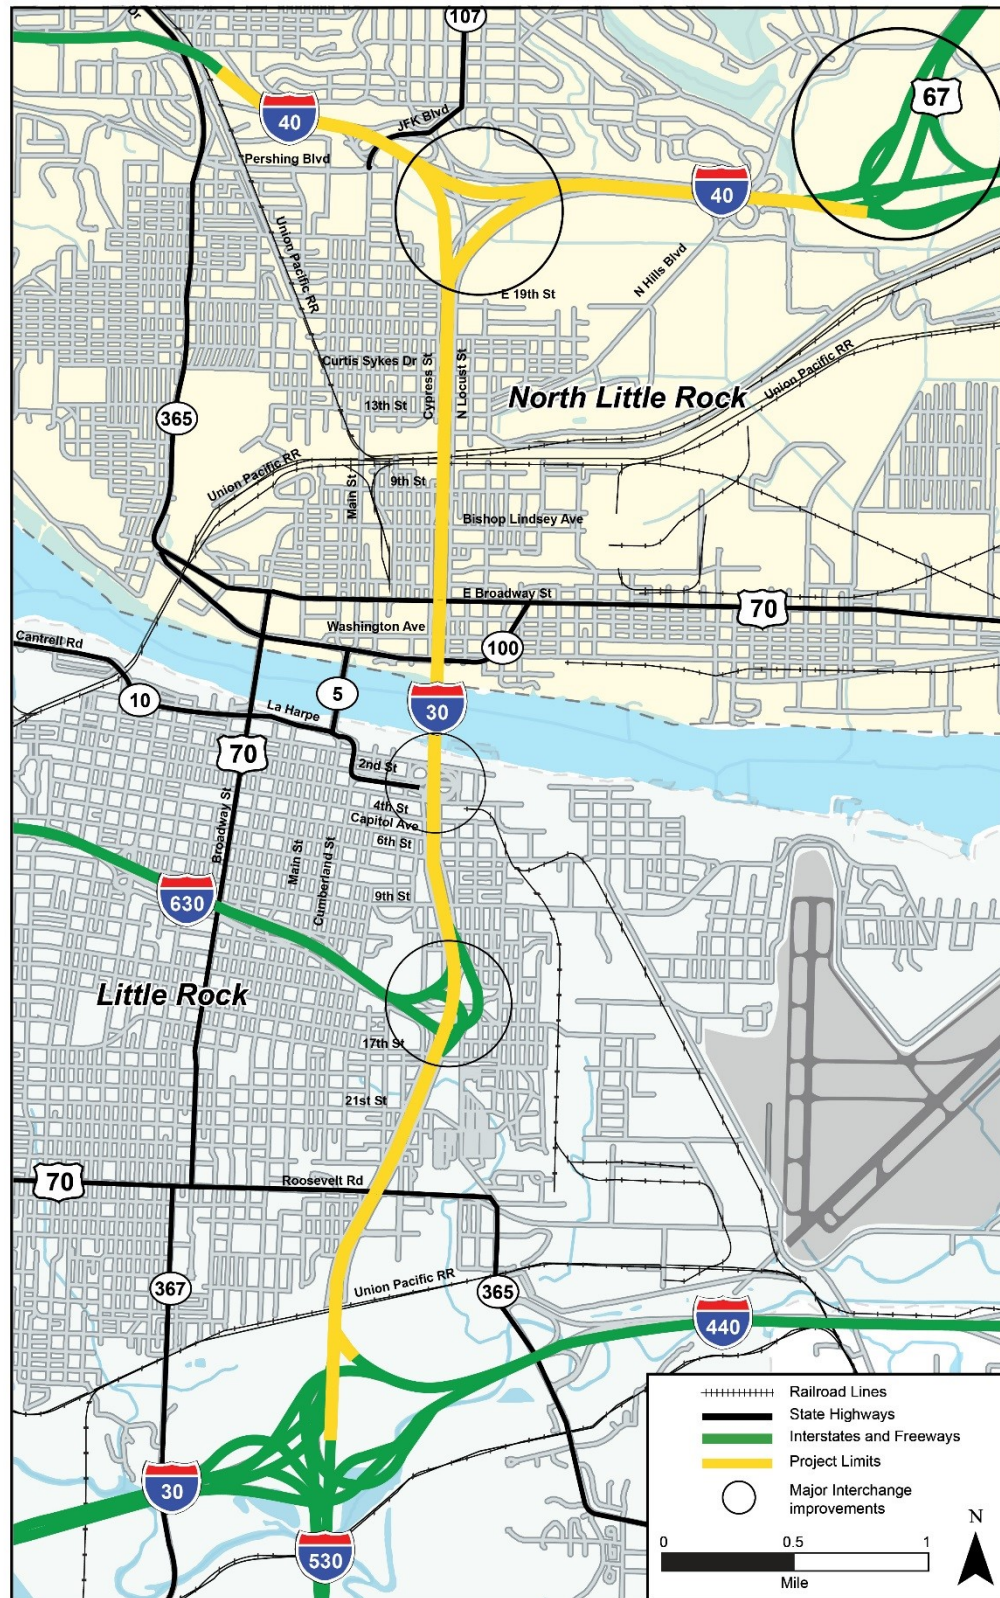 Dr
107
67
40
JFK Blvd
Pershing Blvd
40
Union Pacific RR
N Hills Blvd
E 19th St
Curtis Sykes Dr
Cypress St
N Locust St
Union Pacific RR
North Little Rock
13th St
365
Union Pacific RR
Main St
9th St
Bishop Lindsey Ave
E Broadway St
70
Washington Ave
100
Cantrell Rd
10
5
30
La Harpe
70
2nd St
4th St
Capitol Ave
6th St
Broadway St
Main St
Cumberland St
630
9th St
Little Rock
17th St
21st St
70
Roosevelt Rd
367
Union Pacific RR
365
440
30
530
Railroad Lines
State Highways
Interstates and Freeways
Project Limits
Major Interchange
improvements
N
0 0.5 1
Mile